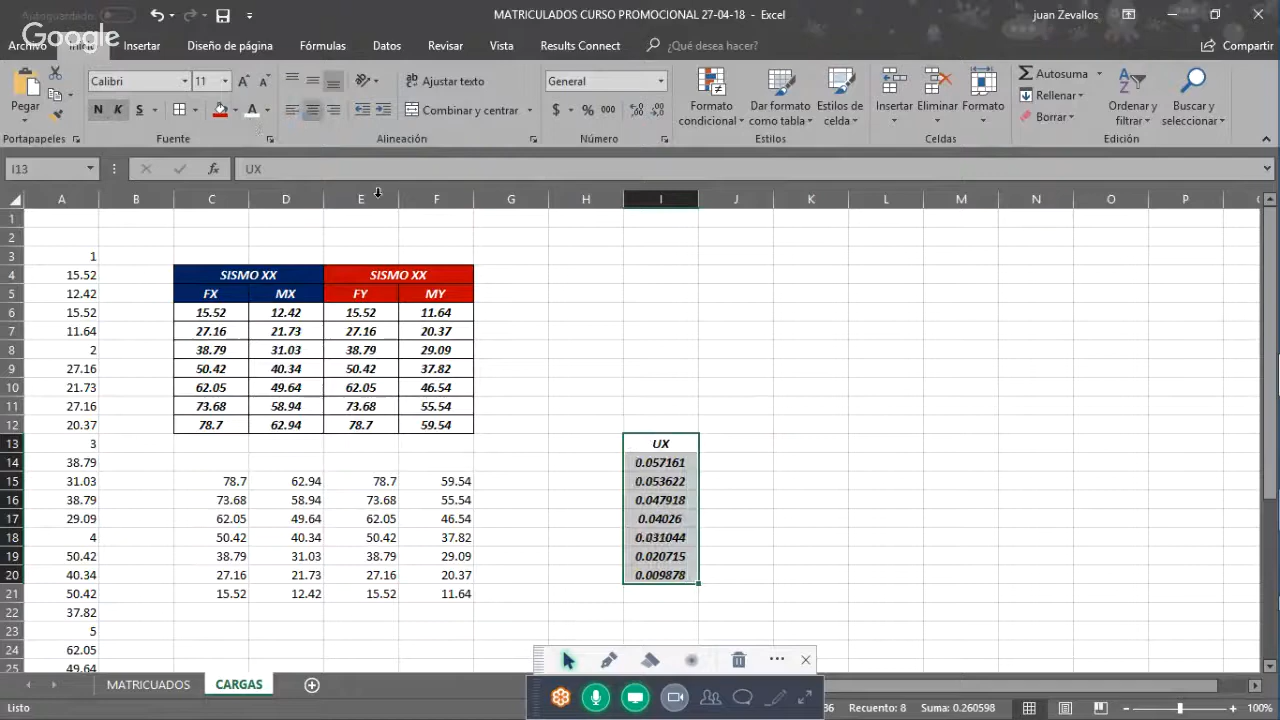 Autoguardado
MATRICULADOS CURSO PROMOCIONAL 27-04-18 - Excel
juan Zevallos
Google
Archivo Inicio Insertar Diseño de página Fórmulas Datos Revisar Vista Results Connect ¿Qué desea hacer? Compartir
Pegar
Calibri 11
N K S
Ajustar texto
Combinar y centrar
General
$ % 000
Formato condicional
Dar formato como tabla
Estilos de celda
Insertar Eliminar Formato
Autosuma
Rellenar
Borrar
Ordenar y filtrar
Buscar y seleccionar
Portapapeles Fuente Alineación Número Estilos Celdas Edición
I13 fx UX
A B C D E F G H I J K L M N O P
1
2
3 1
4 15.52 SISMO XX SISMO XX
5 12.42 FX MX FY MY
6 15.52 15.52 12.42 15.52 11.64
7 11.64 27.16 21.73 27.16 20.37
8 2 38.79 31.03 38.79 29.09
9 27.16 50.42 40.34 50.42 37.82
10 21.73 62.05 49.64 62.05 46.54
11 27.16 73.68 58.94 73.68 55.54
12 20.37 78.7 62.94 78.7 59.54
13 3 UX
14 38.79 0.057161
15 31.03 78.7 62.94 78.7 59.54 0.053622
16 38.79 73.68 58.94 73.68 55.54 0.047918
17 29.09 62.05 49.64 62.05 46.54 0.04026
18 4 50.42 40.34 50.42 37.82 0.031044
19 50.42 38.79 31.03 38.79 29.09 0.020715
20 40.34 27.16 21.73 27.16 20.37 0.009878
21 50.42 15.52 12.42 15.52 11.64
22 37.82
23 5
24 62.05
25 49.64
MATRICUADOS CARGAS
Listo
Recuento: 8 Suma: 0.260598
100%